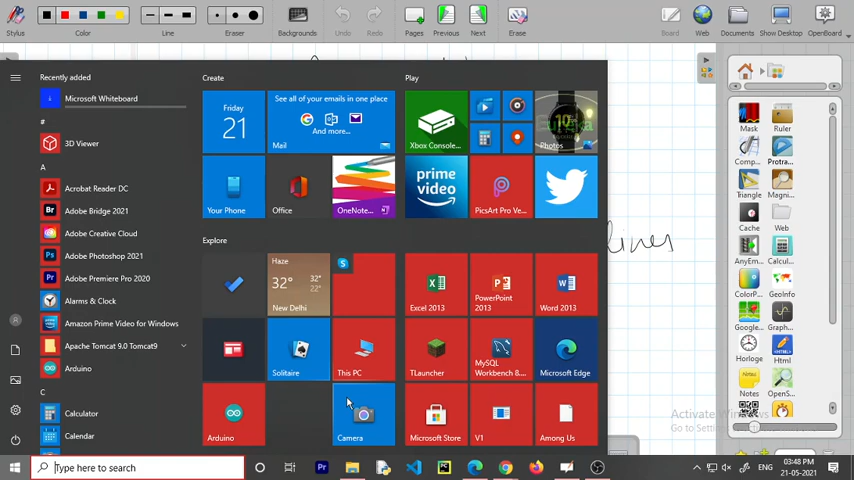 Stylus
Color
Line
Eraser
Backgrounds
Undo
Redo
Pages
Previous
Next
Erase
Board
Web
Documents
Show Desktop
OpenBoard
Recently added
Microsoft Whiteboard
#
3D Viewer
A
Acrobat Reader DC
Adobe Bridge 2021
Adobe Creative Cloud
Adobe Photoshop 2021
Adobe Premiere Pro 2020
Alarms & Clock
Amazon Prime Video for Windows
Apache Tomcat 9.0 Tomcat9
Arduino
C
Calculator
Calendar
Create
Friday
21
See all of your emails in one place
And more...
Mail
Your Phone
Office
OneNote...
Play
Xbox Console...
Photos
prime video
PicsArt Pro Ve...
Explore
Haze
32°
32°
22°
New Delhi
Excel 2013
PowerPoint 2013
Word 2013
Solitaire
This PC
TLauncher
MySQL Workbench 8....
Microsoft Edge
Arduino
Camera
Microsoft Store
V1
Among Us
lines
Mask
Ruler
Comp...
Protra...
Triangle
Magni...
Cache
Web
AnyEm...
Calcul...
ColorP...
GeoInfo
Google...
Graph...
Horloge
Html
Notes
OpenS...
Activate Windows
Go to Settings
Type here to search
ENG
03:48 PM
21-05-2021